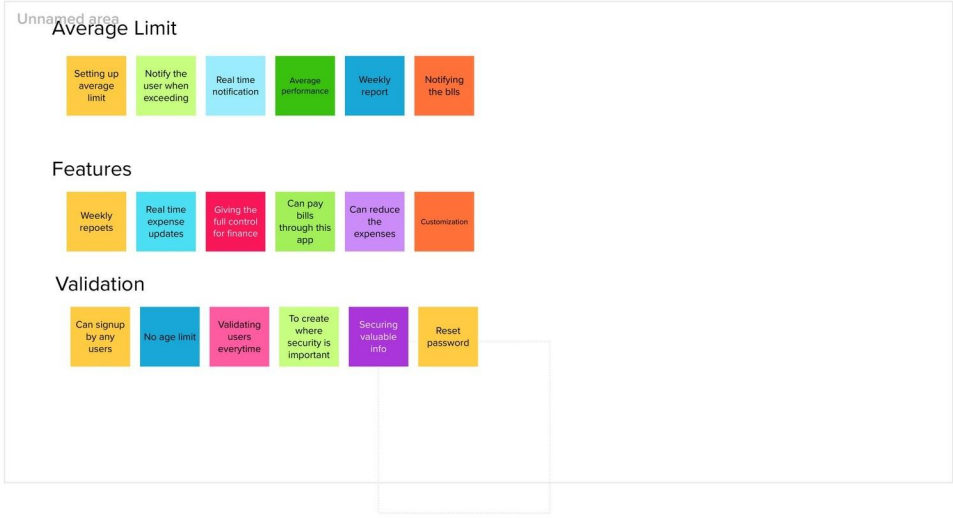 Unnamed area
Average Limit
Setting up
average
limit
Notify the
user when
exceeding
Real time
notification
Average
performance
Weekly
report
Notifying
the blls
Features
Weekly
repoets
Real time
expense
updates
Giving the
full control
for finance
Can pay
bills
through this
app
Can reduce
the
expenses
Customization
Validation
Can signup
by any
users
No age limit
Validating
users
everytime
To create
where
security is
important
Securing
valuable
info
Reset
password